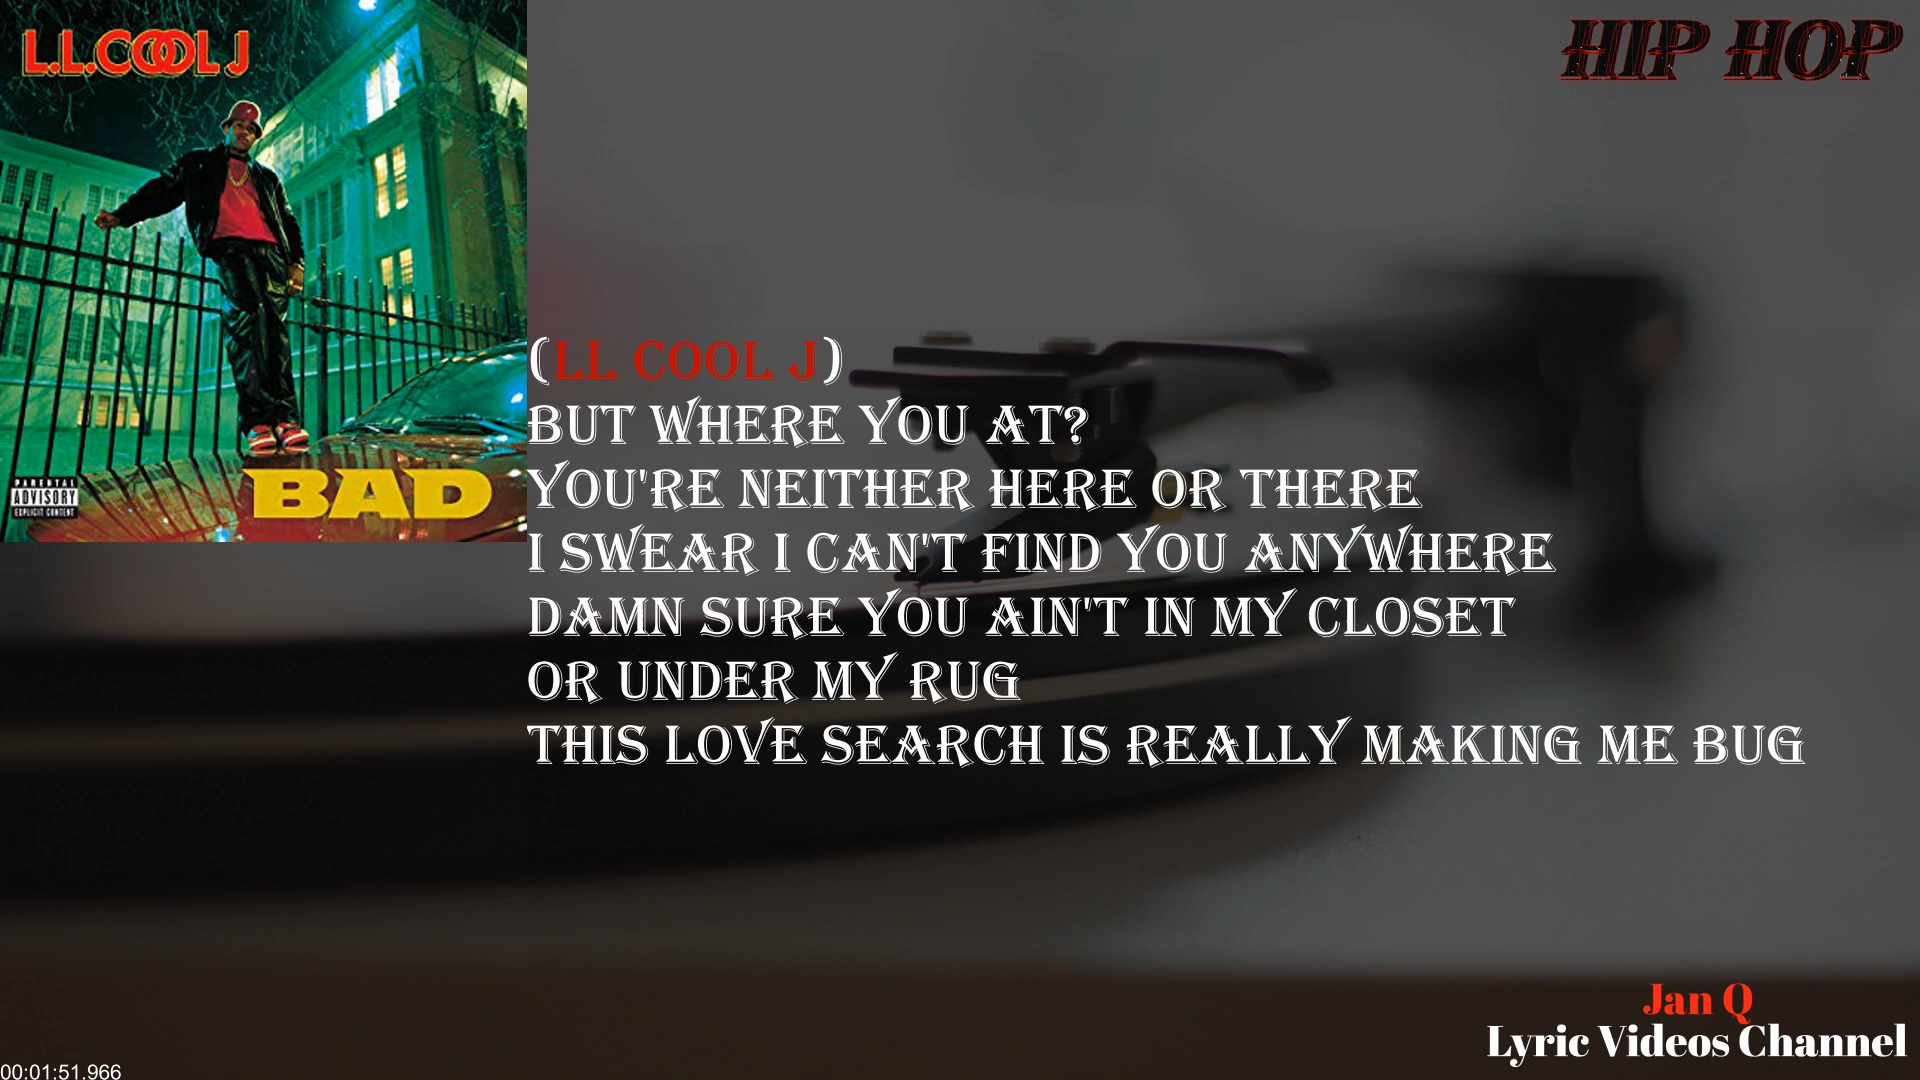 L.L.COOL J
HIP HOP
(LL COOL J)
BUT WHERE YOU AT?
YOU'RE NEITHER HERE OR THERE
I SWEAR I CAN'T FIND YOU ANYWHERE
DAMN SURE YOU AIN'T IN MY CLOSET
OR UNDER MY RUG
THIS LOVE SEARCH IS REALLY MAKING ME BUG
PARENTAL
ADVISORY
EXPLICIT CONTENT
BAD
Jan Q
Lyric Videos Channel
00:01:51.966